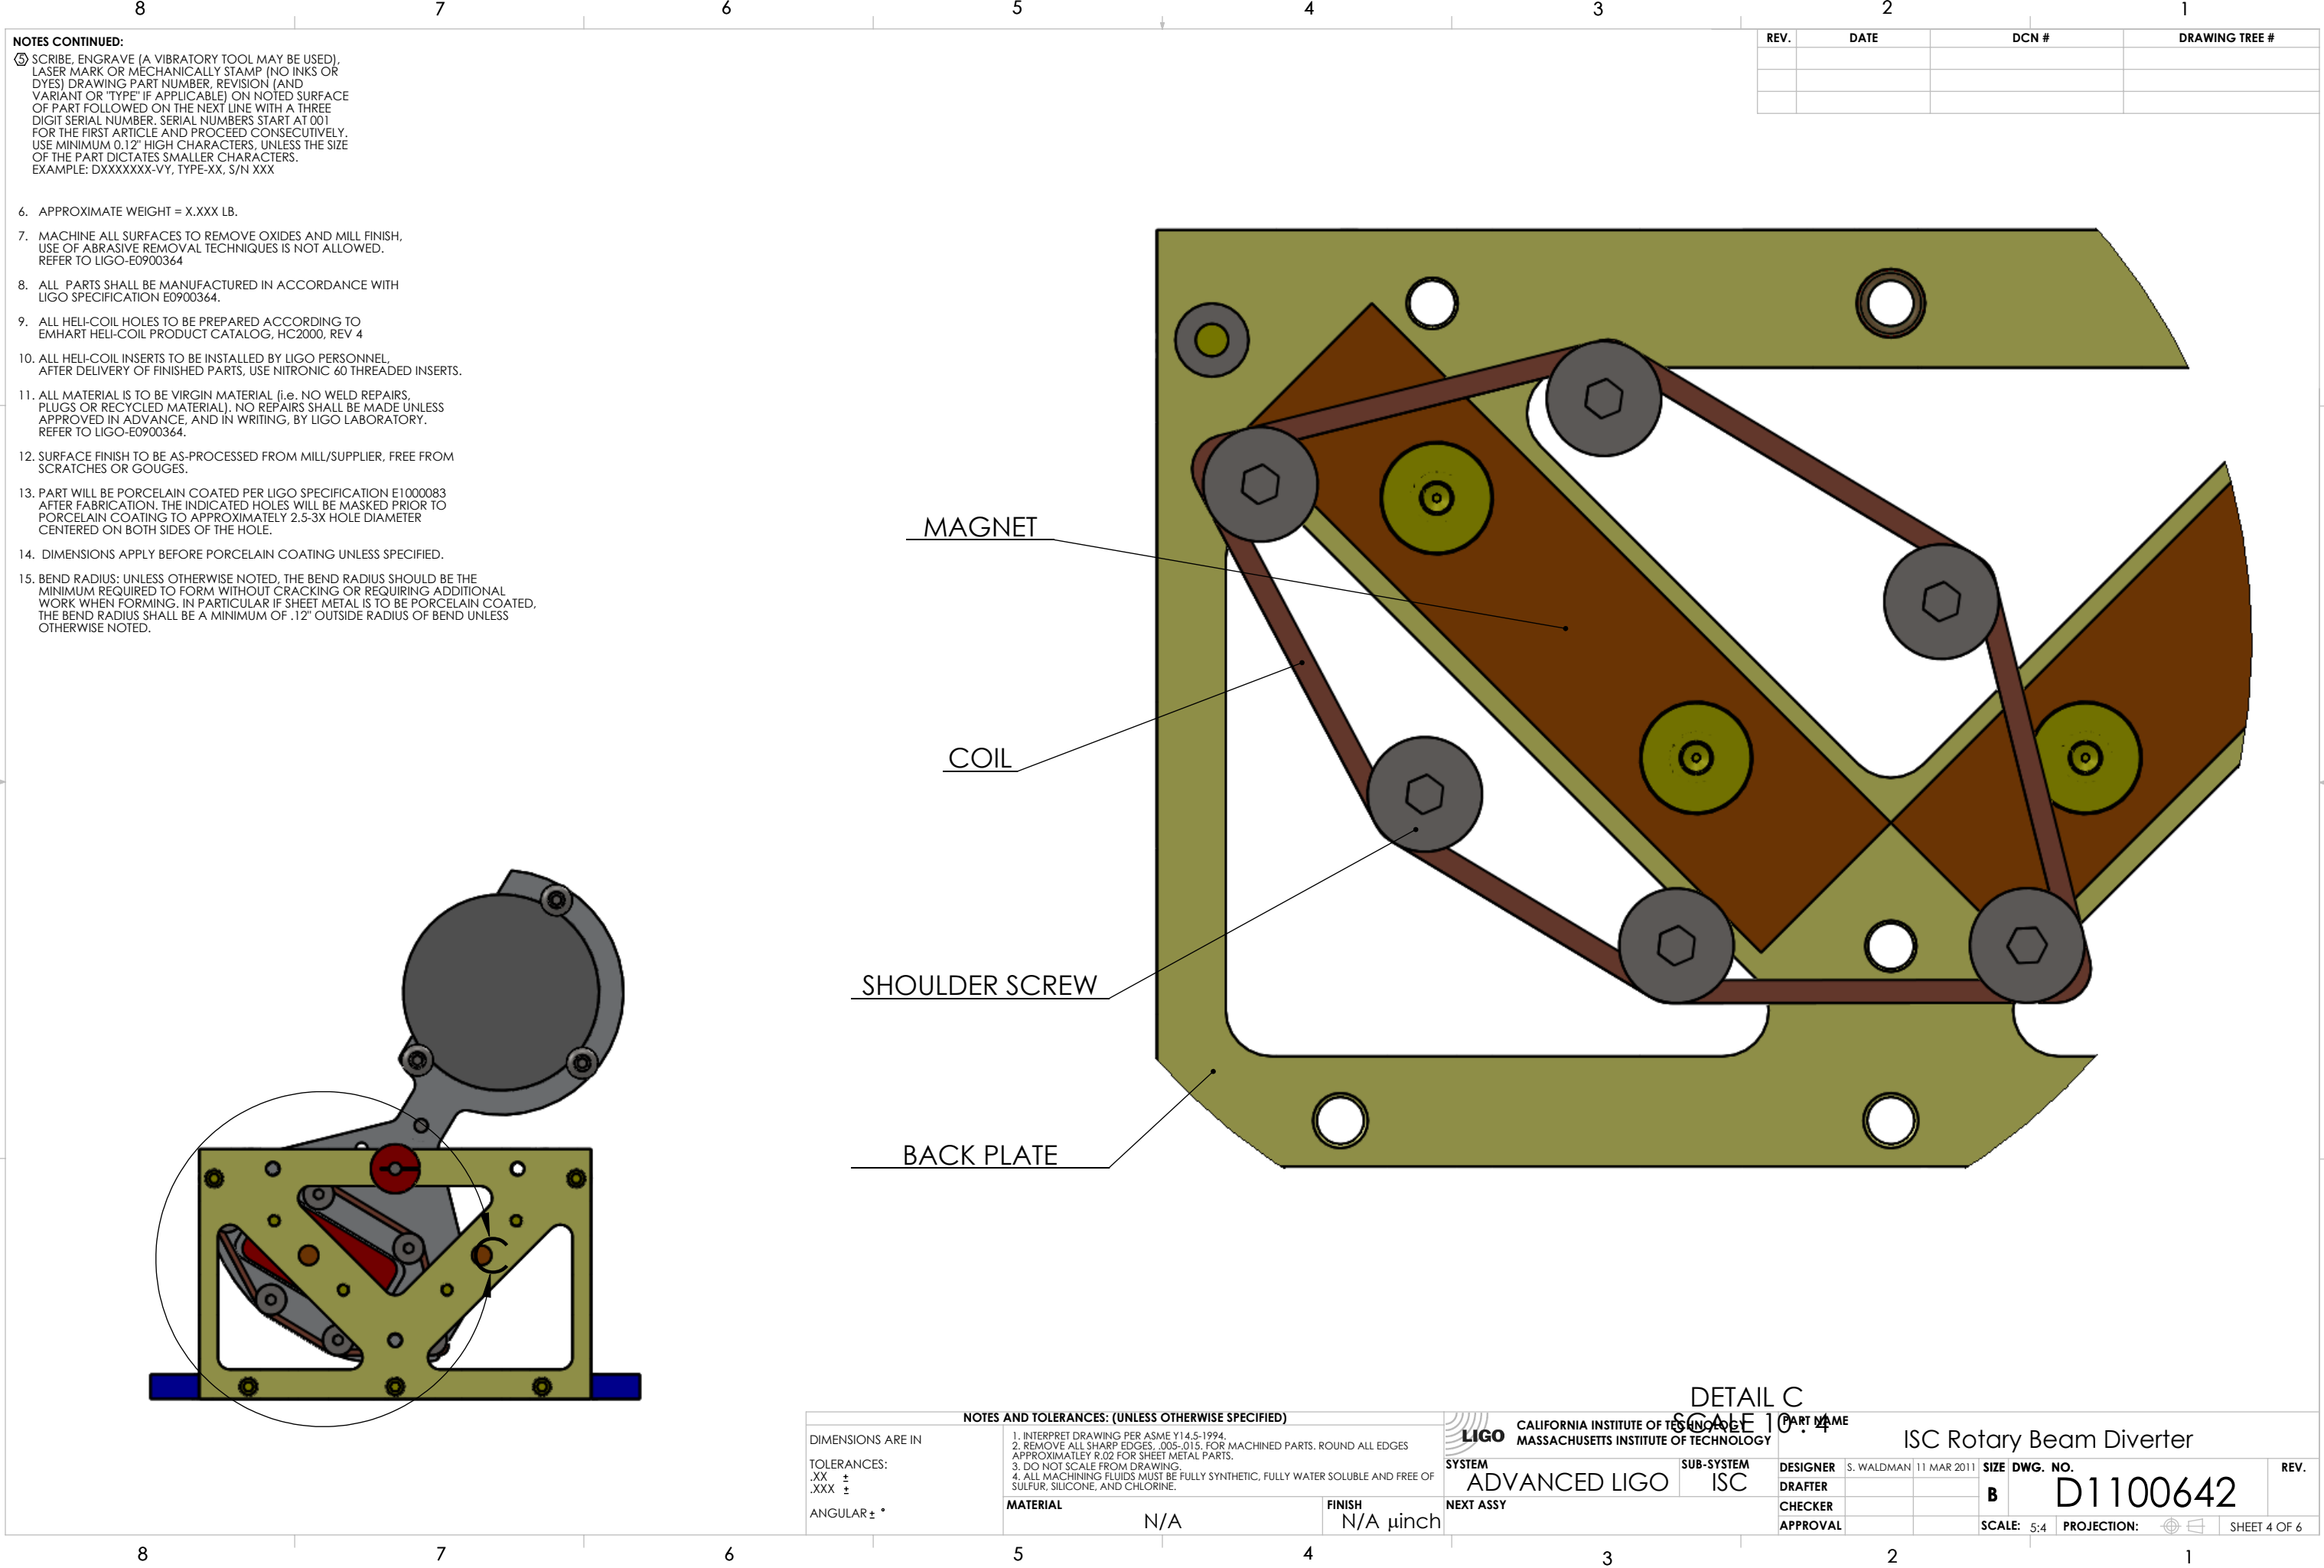 8 7 6 5 4 3 2 1
NOTES CONTINUED:
5 SCRIBE, ENGRAVE (A VIBRATORY TOOL MAY BE USED),
LASER MARK OR MECHANICALLY STAMP (NO INKS OR
DYES) DRAWING PART NUMBER, REVISION (AND
VARIANT OR "TYPE" IF APPLICABLE) ON NOTED SURFACE
OF PART FOLLOWED ON THE NEXT LINE WITH A THREE
DIGIT SERIAL NUMBER. SERIAL NUMBERS START AT 001
FOR THE FIRST ARTICLE AND PROCEED CONSECUTIVELY.
USE MINIMUM 0.12" HIGH CHARACTERS, UNLESS THE SIZE
OF THE PART DICTATES SMALLER CHARACTERS.
EXAMPLE: DXXXXXXX-VY, TYPE-XX, S/N XXX
6. APPROXIMATE WEIGHT = X.XXX LB.
7. MACHINE ALL SURFACES TO REMOVE OXIDES AND MILL FINISH,
USE OF ABRASIVE REMOVAL TECHNIQUES IS NOT ALLOWED.
REFER TO LIGO-E0900364
8. ALL PARTS SHALL BE MANUFACTURED IN ACCORDANCE WITH
LIGO SPECIFICATION E0900364.
9. ALL HELI-COIL HOLES TO BE PREPARED ACCORDING TO
EMHART HELI-COIL PRODUCT CATALOG, HC2000, REV 4
10. ALL HELI-COIL INSERTS TO BE INSTALLED BY LIGO PERSONNEL,
AFTER DELIVERY OF FINISHED PARTS, USE NITRONIC 60 THREADED INSERTS.
11. ALL MATERIAL IS TO BE VIRGIN MATERIAL (i.e. NO WELD REPAIRS,
PLUGS OR RECYCLED MATERIAL). NO REPAIRS SHALL BE MADE UNLESS
APPROVED IN ADVANCE, AND IN WRITING, BY LIGO LABORATORY.
REFER TO LIGO-E0900364.
12. SURFACE FINISH TO BE AS-PROCESSED FROM MILL/SUPPLIER, FREE FROM
SCRATCHES OR GOUGES.
13. PART WILL BE PORCELAIN COATED PER LIGO SPECIFICATION E1000083
AFTER FABRICATION. THE INDICATED HOLES WILL BE MASKED PRIOR TO
PORCELAIN COATING TO APPROXIMATELY 2.5-3X HOLE DIAMETER
CENTERED ON BOTH SIDES OF THE HOLE.
14. DIMENSIONS APPLY BEFORE PORCELAIN COATING UNLESS SPECIFIED.
15. BEND RADIUS: UNLESS OTHERWISE NOTED, THE BEND RADIUS SHOULD BE THE
MINIMUM REQUIRED TO FORM WITHOUT CRACKING OR REQUIRING ADDITIONAL
WORK WHEN FORMING. IN PARTICULAR IF SHEET METAL IS TO BE PORCELAIN COATED,
THE BEND RADIUS SHALL BE A MINIMUM OF .12" OUTSIDE RADIUS OF BEND UNLESS
OTHERWISE NOTED.
REV. DATE DCN # DRAWING TREE #
MAGNET
COIL
SHOULDER SCREW
BACK PLATE
C
DETAIL C
SCALE 10 : 4
NOTES AND TOLERANCES: (UNLESS OTHERWISE SPECIFIED)
DIMENSIONS ARE IN
TOLERANCES:
.XX ±
.XXX ±
ANGULAR ± °
1. INTERPRET DRAWING PER ASME Y14.5-1994.
2. REMOVE ALL SHARP EDGES, .005-.015. FOR MACHINED PARTS. ROUND ALL EDGES
APPROXIMATLEY R.02 FOR SHEET METAL PARTS.
3. DO NOT SCALE FROM DRAWING.
4. ALL MACHINING FLUIDS MUST BE FULLY SYNTHETIC, FULLY WATER SOLUBLE AND FREE OF
SULFUR, SILICONE, AND CHLORINE.
MATERIAL
N/A
FINISH
N/A µinch
LIGO
CALIFORNIA INSTITUTE OF TECHNOLOGY
MASSACHUSETTS INSTITUTE OF TECHNOLOGY
SYSTEM
ADVANCED LIGO
SUB-SYSTEM
ISC
NEXT ASSY
PART NAME
ISC Rotary Beam Diverter
DESIGNER S. WALDMAN 11 MAR 2011
DRAFTER
CHECKER
APPROVAL
SIZE B
DWG. NO.
D1100642
REV.
SCALE: 5:4 PROJECTION: SHEET 4 OF 6
8 7 6 5 4 3 2 1